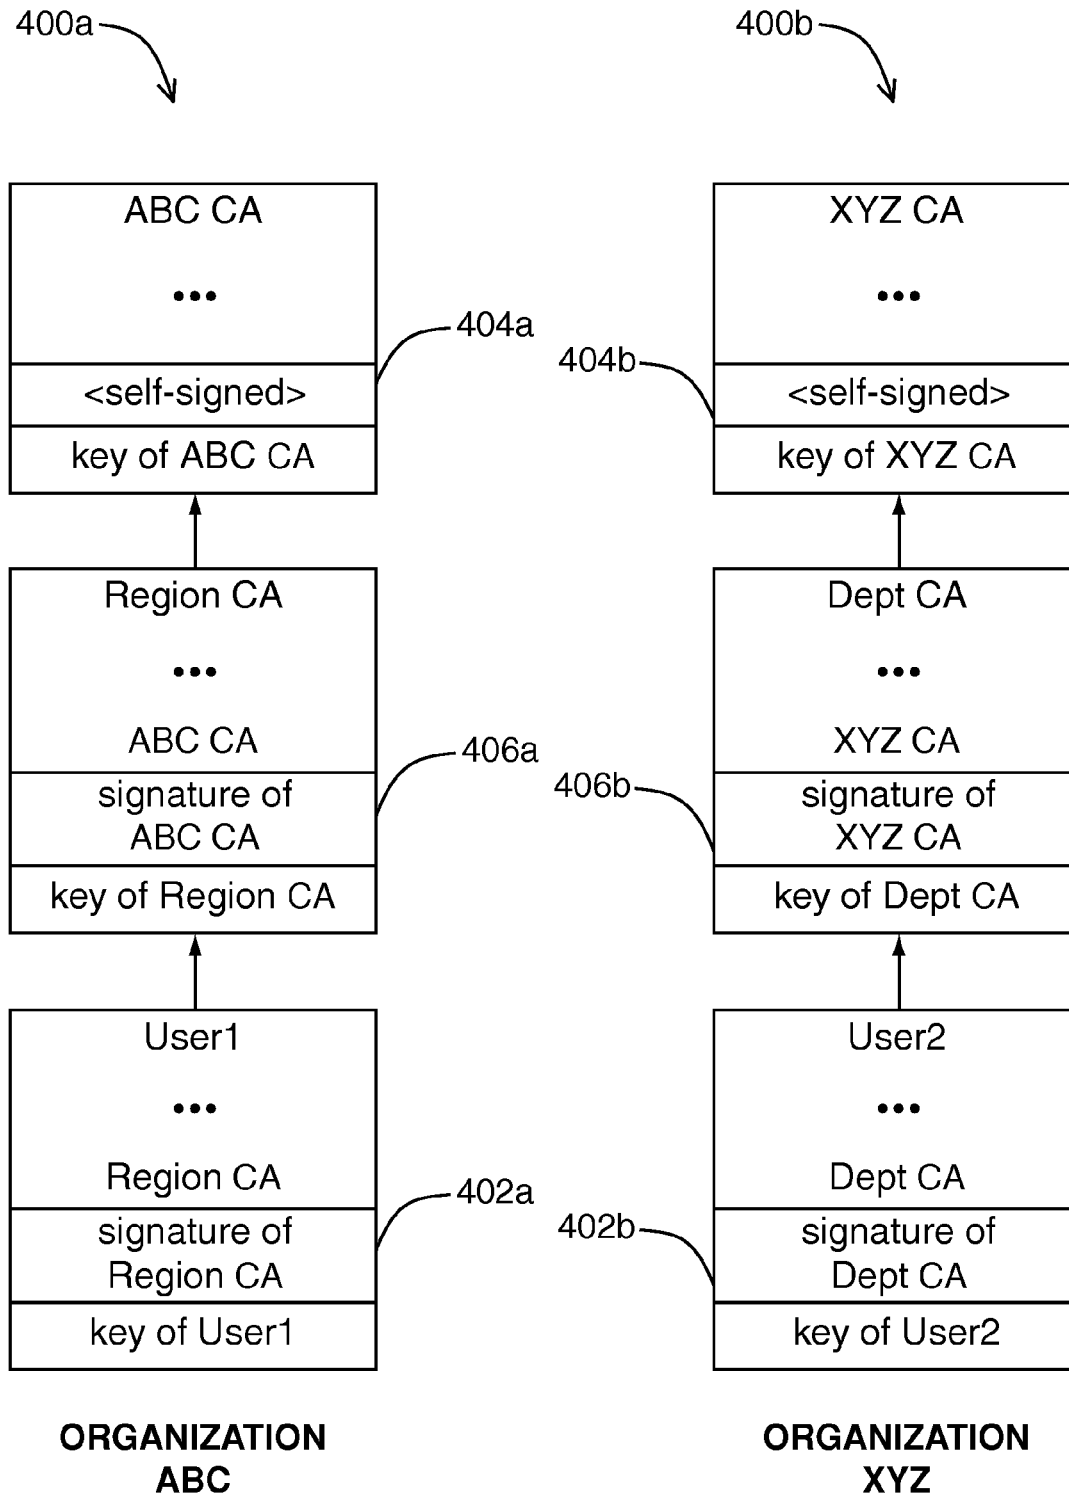 400a
400b
ABC CA
...
<self-signed>
key of ABC CA
404a
Region CA
...
ABC CA
signature of
ABC CA
key of Region CA
406a
User1
...
Region CA
signature of
Region CA
key of User1
402a
ORGANIZATION
ABC
XYZ CA
...
<self-signed>
key of XYZ CA
404b
Dept CA
...
XYZ CA
signature of
XYZ CA
key of Dept CA
406b
User2
...
Dept CA
signature of
Dept CA
key of User2
402b
ORGANIZATION
XYZ